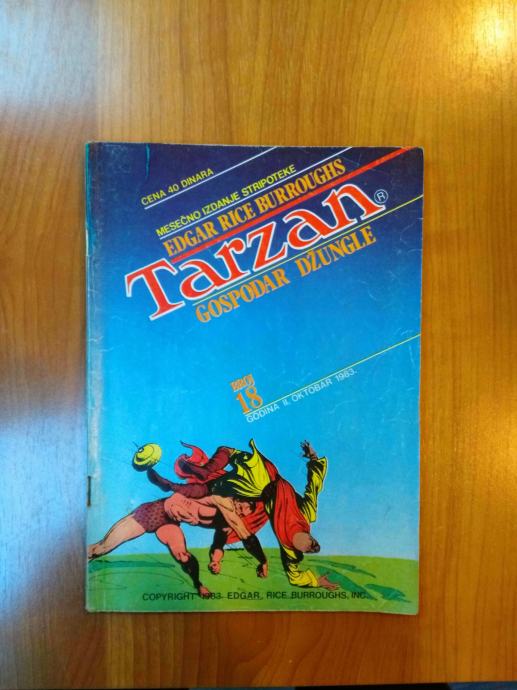 CENA 40 DINARA
MESEČNO IZDANJE STRIPOTEKE
EDGAR RICE BURROUGHS
Tarzan®
GOSPODAR DŽUNGLE
BROJ
18
GODINA II, OKTOBAR 1983.
COPYRIGHT 1983 EDGAR, RICE BURROUGHS, INC.